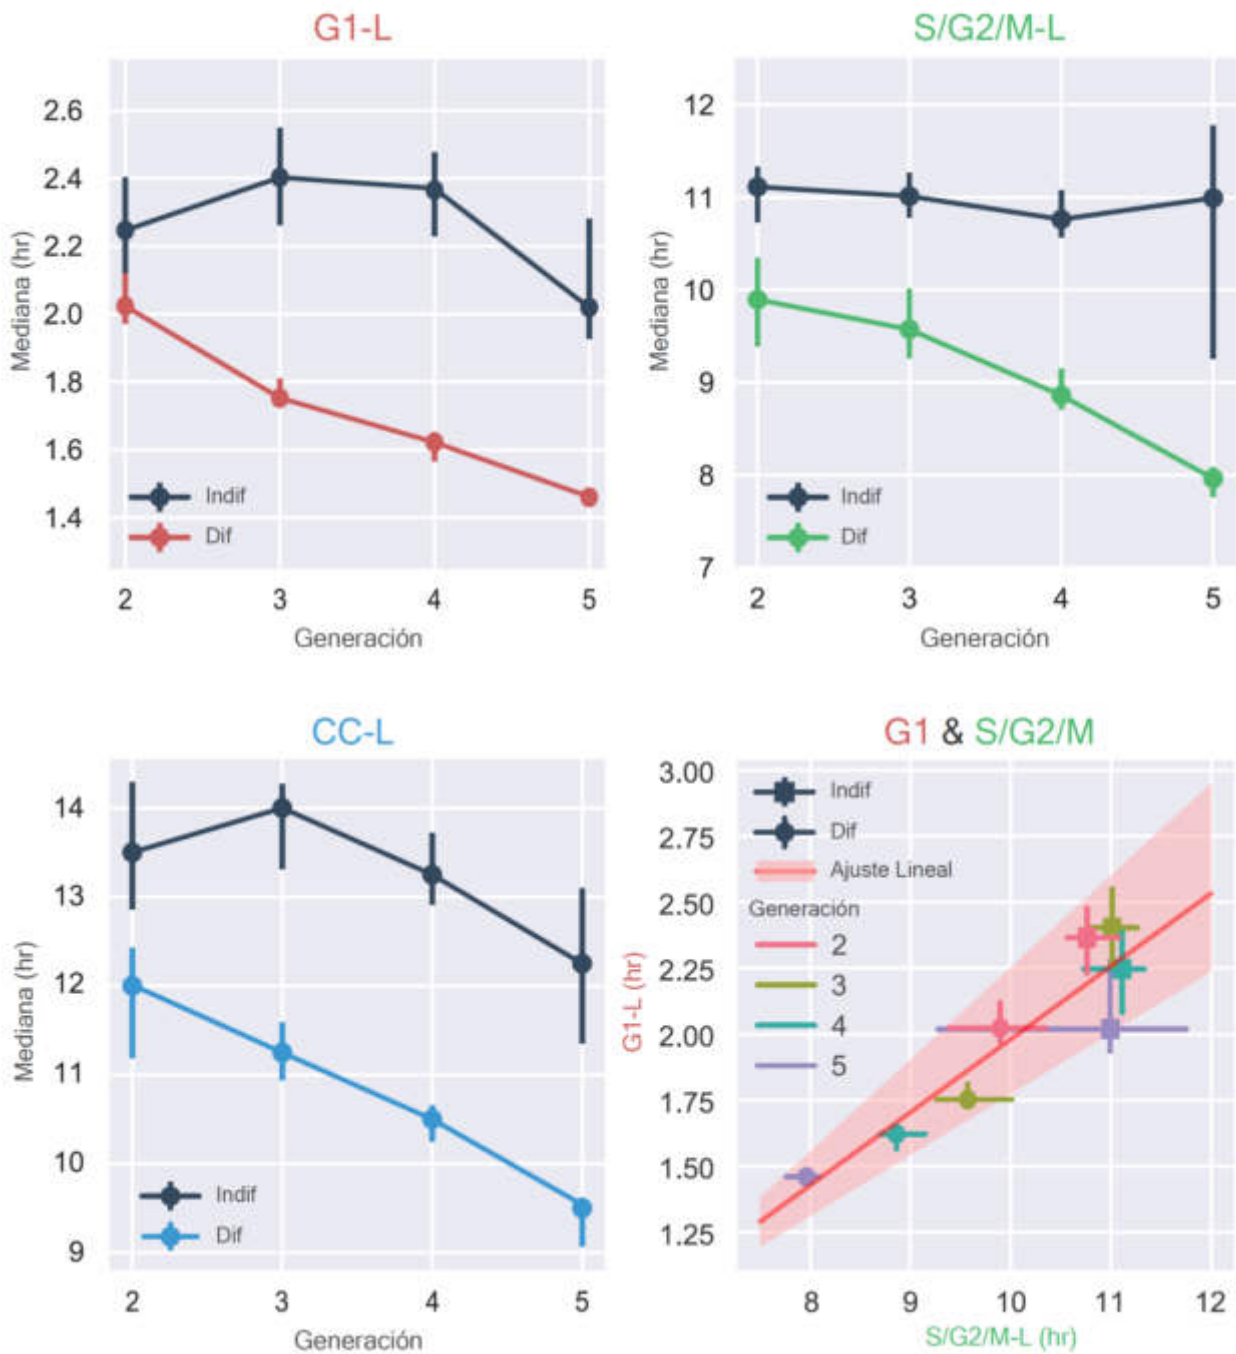 G1-L
2.6
2.4
2.2
2.0
1.8
1.6
1.4
Mediana (hr)
Indif
Dif
2 3 4 5
Generación
S/G2/M-L
12
11
10
9
8
7
Mediana (hr)
Indif
Dif
2 3 4 5
Generación
CC-L
14
13
12
11
10
9
Mediana (hr)
Indif
Dif
2 3 4 5
Generación
G1 & S/G2/M
3.00
2.75
2.50
2.25
2.00
1.75
1.50
1.25
G1-L (hr)
Indif
Dif
Ajuste Lineal
Generación
2
3
4
5
8 9 10 11 12
S/G2/M-L (hr)